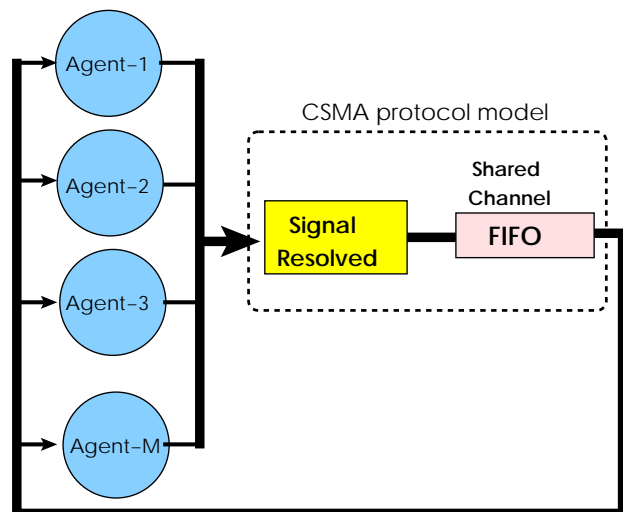 Agent-1
Agent-2
Agent-3
Agent-M
CSMA protocol model
Signal
Resolved
Shared
Channel
FIFO